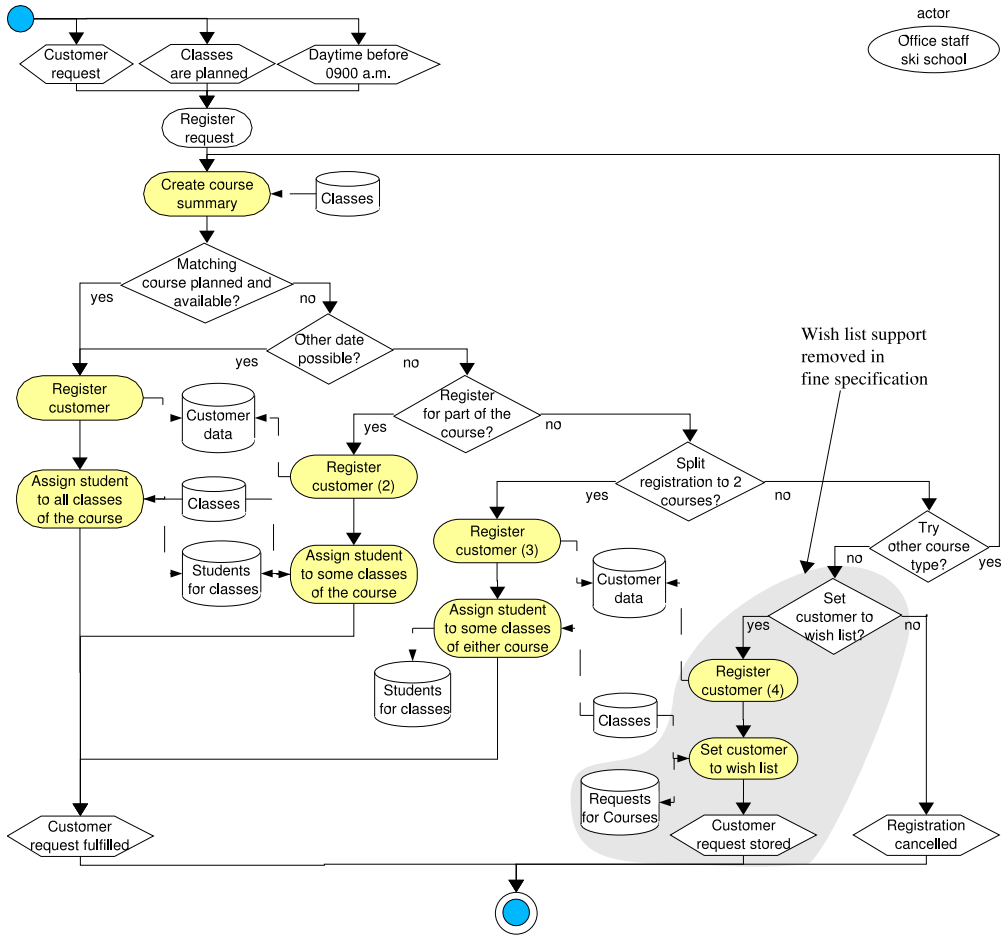 actor
Office staff
ski school
Customer
request
Classes
are planned
Daytime before
0900 a.m.
Register
request
Create course
summary
Classes
Matching
course planned and
available?
yes
no
Other date
possible?
yes
no
Wish list support
removed in
fine specification
Register
customer
Customer
data
Register
for part of the
course?
yes
no
Register
customer (2)
Split
registration to 2
courses?
yes
no
Assign student
to all classes
of the course
Classes
Students
for classes
Assign student
to some classes
of the course
Register
customer (3)
Try
other course
type?
no
yes
Customer
data
Set
customer to
wish list?
yes
no
Assign student
to some classes
of either course
Students
for classes
Register
customer (4)
Classes
Set customer
to wish list
Requests
for Courses
Customer
request fulfilled
Customer
request stored
Registration
cancelled